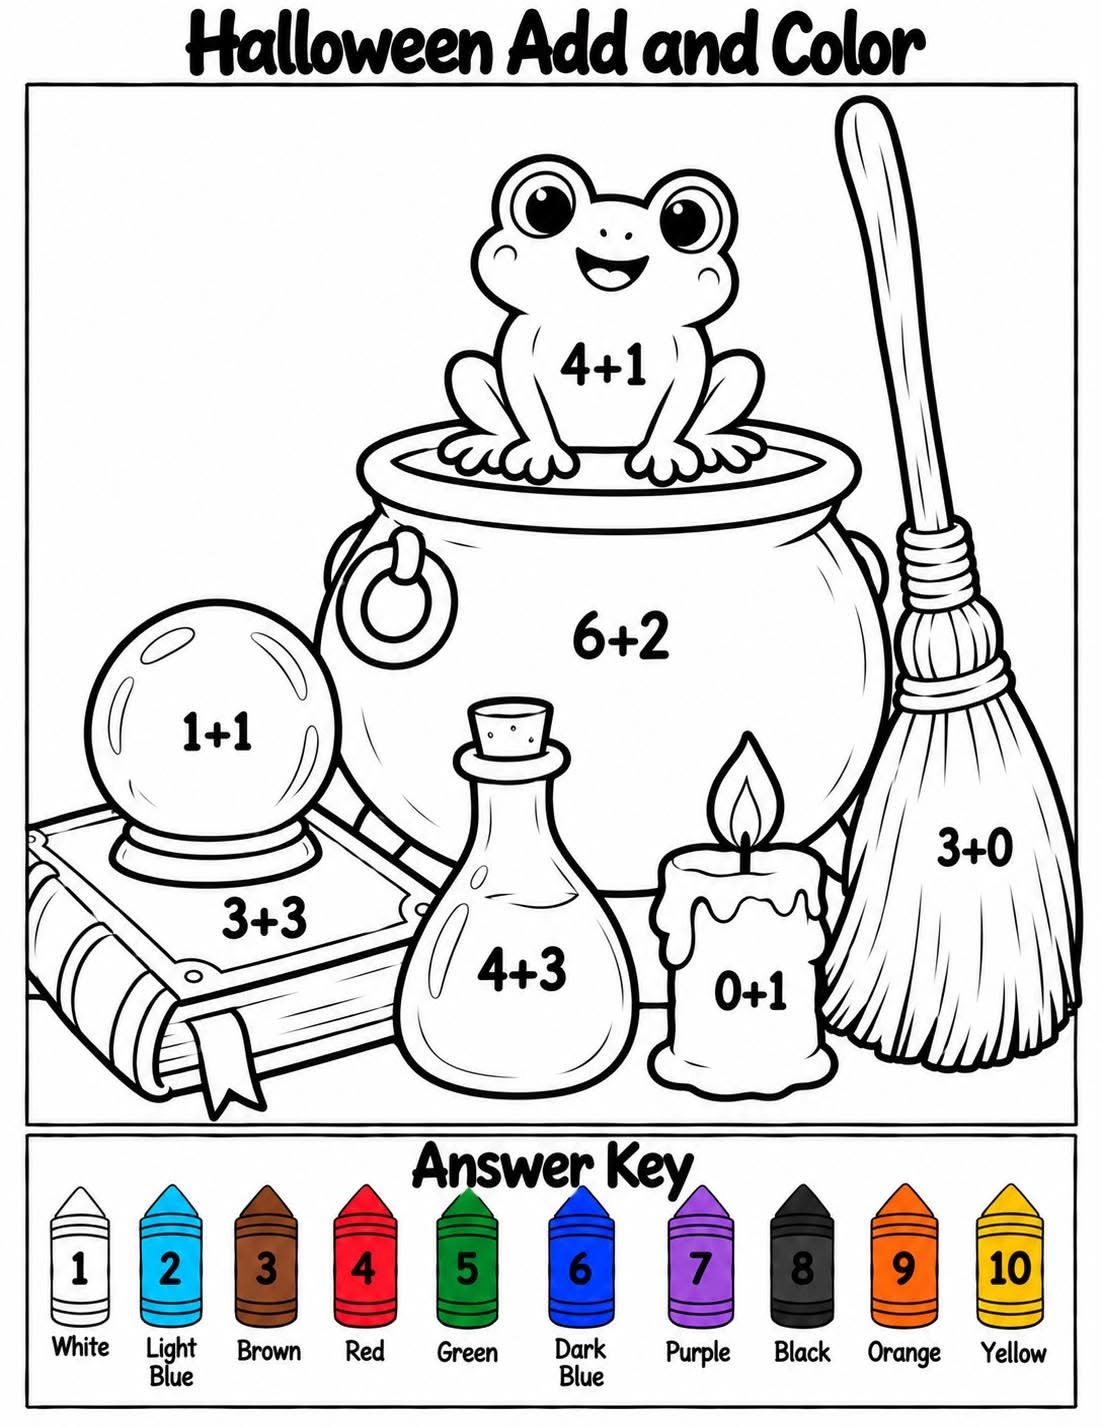 Halloween Add and Color
4+1
6+2
1+1
3+0
3+3
4+3
0+1
Answer Key
1 2 3 4 5 6 7 8 9 10
White Light Blue Brown Red Green Dark Blue Purple Black Orange Yellow